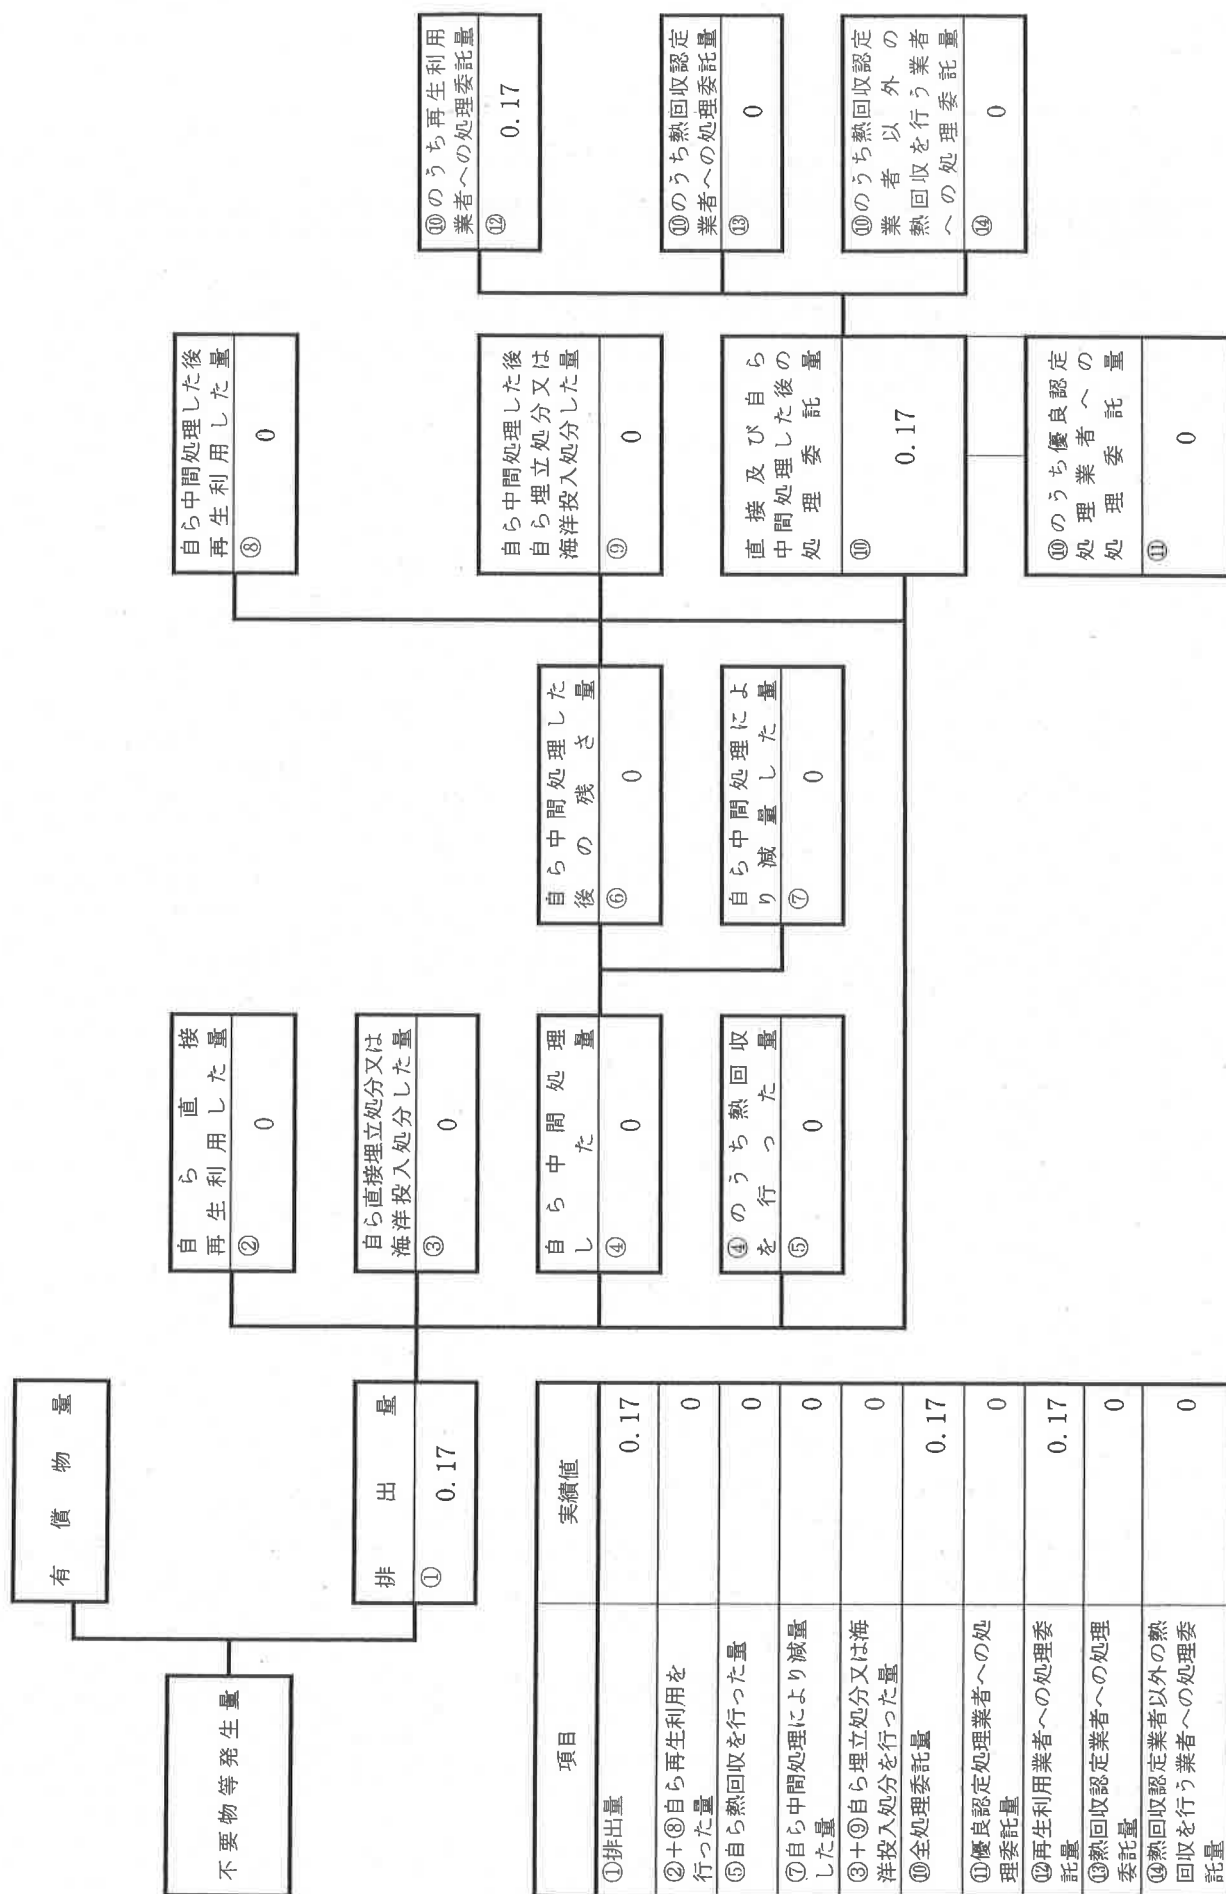 不要物等発生量
有償物量
排出量
①
0.17
自ら直接
再生利用した量
②
0
自ら直接埋立処分又は
海洋投入処分した量
③
0
自ら中間処理
した量
④
0
④のうち熱回収
を行った量
⑤
0
自ら中間処理した
後の残さ量
⑥
0
自ら中間処理によ
り減量した量
⑦
0
自ら中間処理した後
再生利用した量
⑧
0
自ら中間処理した後
自ら埋立処分又は
海洋投入処分した量
⑨
0
直接及び自ら
中間処理した後の
処理委託量
⑩
0.17
⑩のうち優良認定
処理業者への
処理委託量
⑪
0
⑩のうち再生利用
業者への処理委託量
⑫
0.17
⑩のうち熱回収認定
業者への処理委託量
⑬
0
⑩のうち熱回収認定
業者以外の
熱回収を行う業者
への処理委託量
⑭
0
項目
実績値
①排出量
0.17
②+⑧自ら再生利用を
行った量
0
⑤自ら熱回収を行った量
0
⑦自ら中間処理により減量
した量
0
③+⑨自ら埋立処分又は海
洋投入処分を行った量
0
⑩全処理委託量
0.17
⑪優良認定処理業者への処
理委託量
0
⑫再生利用業者への処理委
託量
0.17
⑬熱回収認定業者への処理
委託量
0
⑭熱回収認定業者以外の熱
回収を行う業者への処理委
託量
0